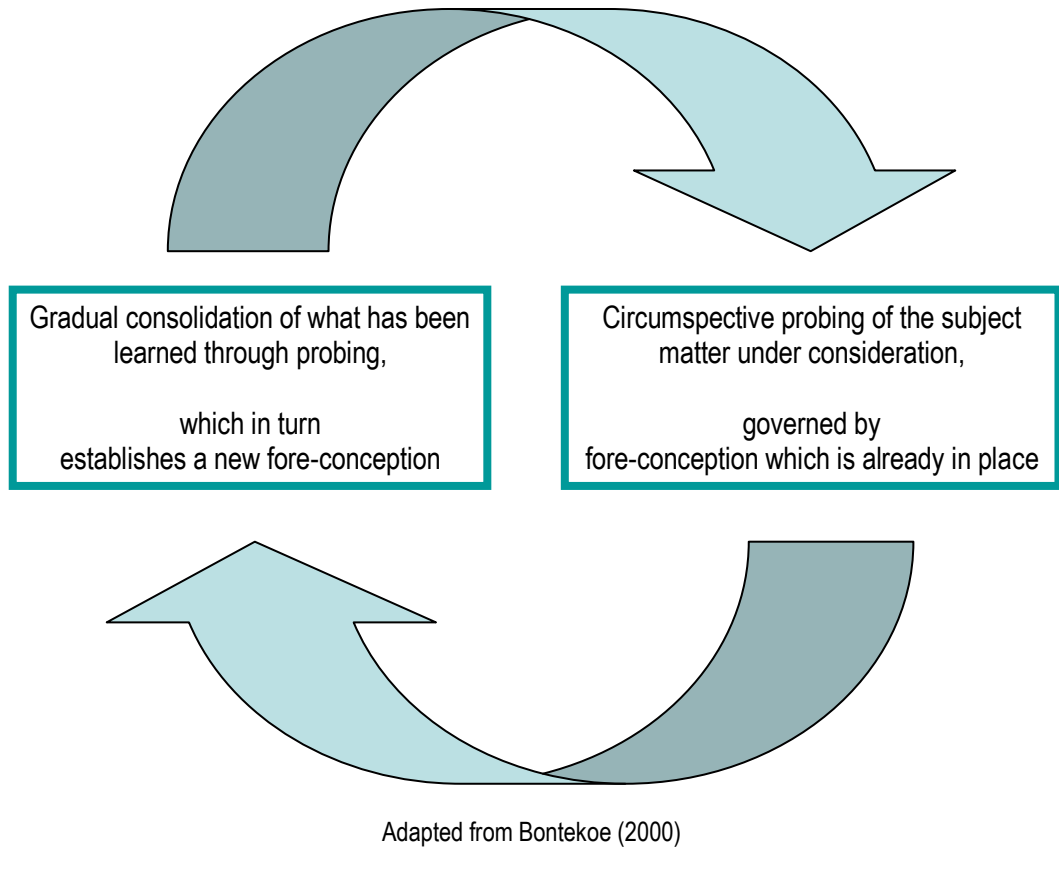 Gradual consolidation of what has been
learned through probing,
which in turn
establishes a new fore-conception
Circumspective probing of the subject
matter under consideration,
governed by
fore-conception which is already in place
Adapted from Bontekoe (2000)